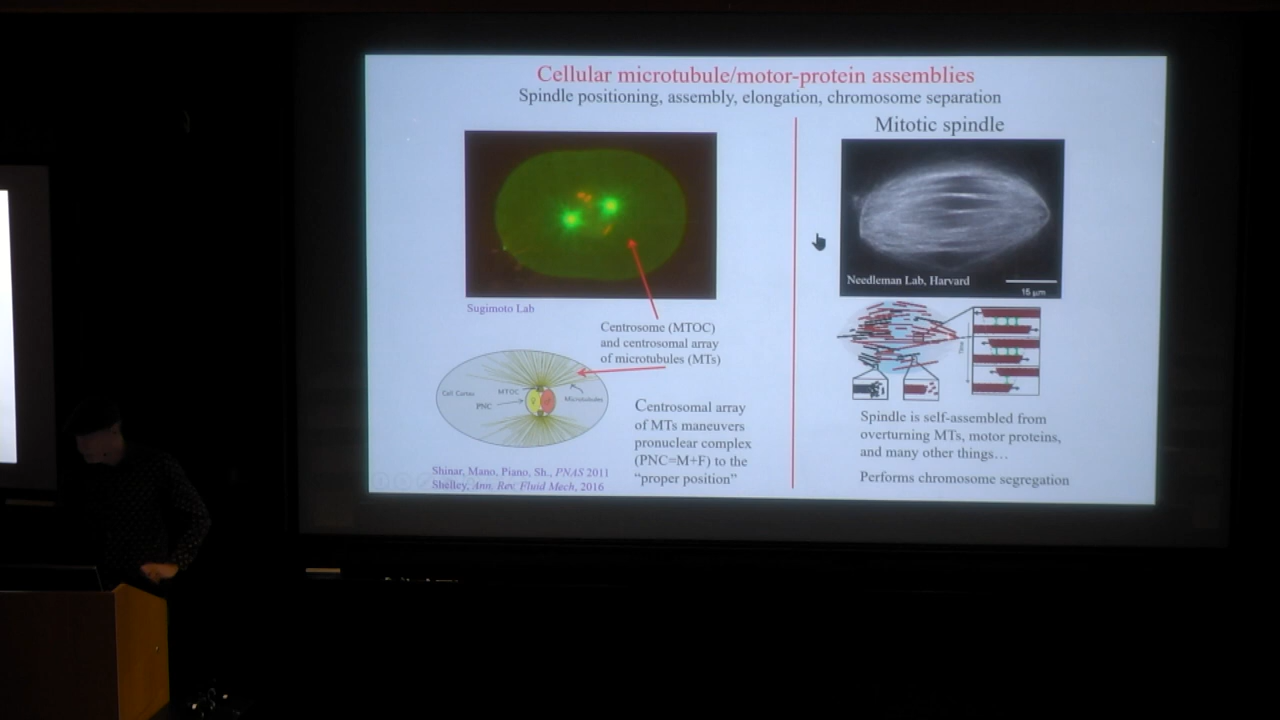 Cellular microtubule/motor-protein assemblies
Spindle positioning, assembly, elongation, chromosome separation
Sugimoto Lab
Centrosome (MTOC)
and centrosomal array
of microtubules (MTs)
Cell Cortex
MTOC
PNC
Microtubules
Centrosomal array
of MTs maneuvers
pronuclear complex
(PNC=M+F) to the
“proper position”
Shinar, Mano, Piano, Sh., PNAS 2011
Shelley, Ann. Rev. Fluid Mech, 2016
Mitotic spindle
Needleman Lab, Harvard
15 μm
Time
Spindle is self-assembled from
overturning MTs, motor proteins,
and many other things…
Performs chromosome segregation